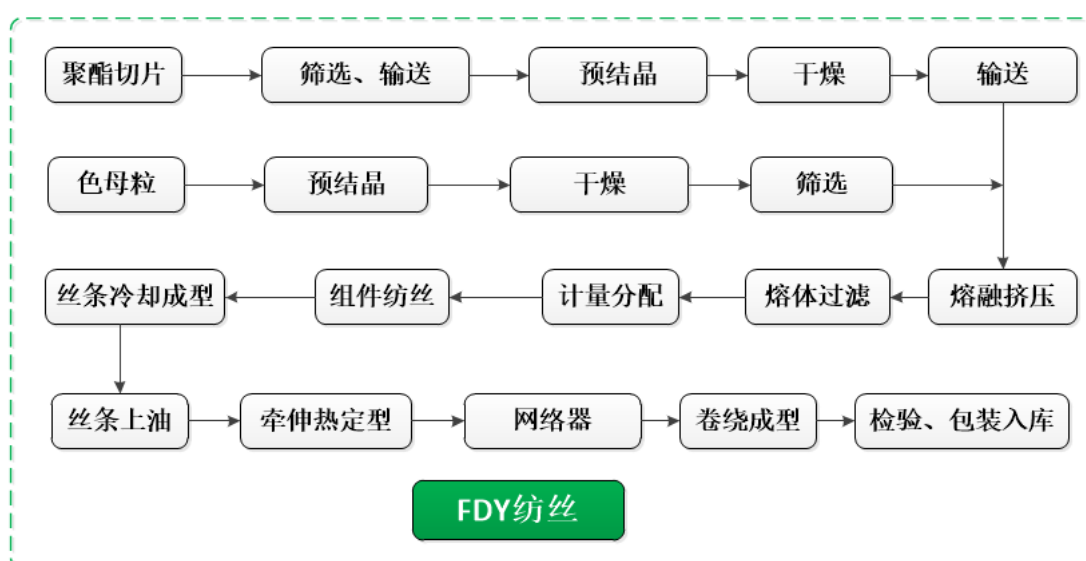 聚酯切片
筛选、输送
预结晶
干燥
输送
色母粒
预结晶
干燥
筛选
丝条冷却成型
组件纺丝
计量分配
熔体过滤
熔融挤压
丝条上油
牵伸热定型
网络器
卷绕成型
检验、包装入库
FDY纺丝